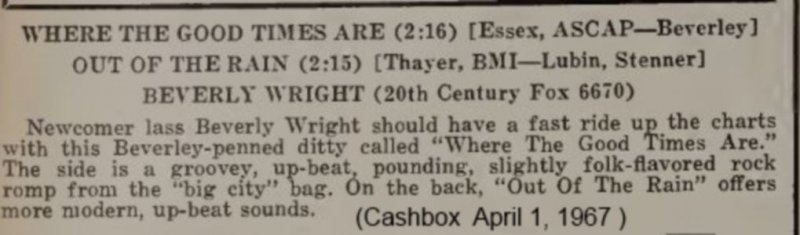 WHERE THE GOOD TIMES ARE (2:16) [Essex, ASCAP—Beverley]
OUT OF THE RAIN (2:15) [Thayer, BMI—Lubin, Stenner]
BEVERLY WRIGHT (20th Century Fox 6670)
Newcomer lass Beverly Wright should have a fast ride up the charts
with this Beverley-penned ditty called "Where The Good Times Are."
The side is a groovey, up-beat, pounding, slightly folk-flavored rock
romp from the "big city" bag. On the back, "Out Of The Rain" offers
more modern, up-beat sounds.
(Cashbox April 1, 1967 )